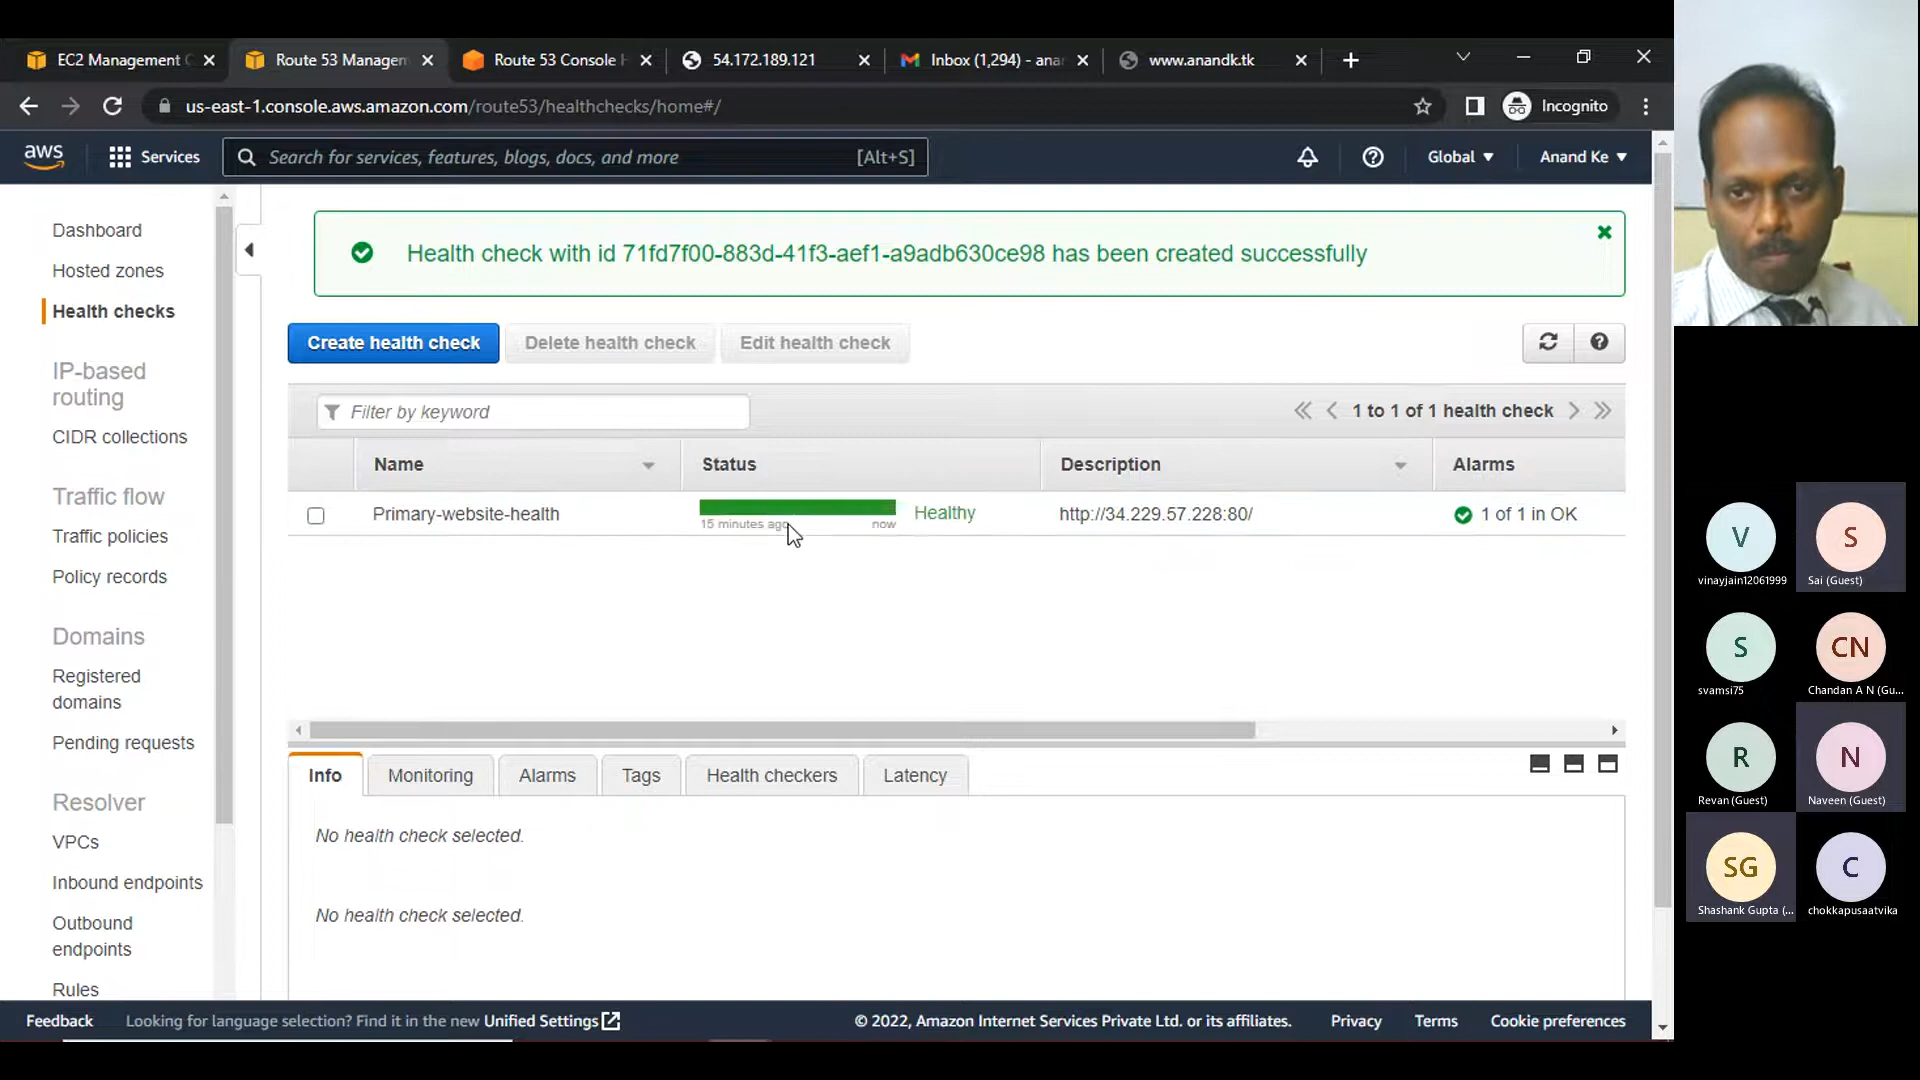 EC2 Management C
Route 53 Managem
Route 53 Console H
54.172.189.121
Inbox (1,294) - ana
www.anandk.tk
us-east-1.console.aws.amazon.com/route53/healthchecks/home#/
Incognito
aws
Services
Search for services, features, blogs, docs, and more
[Alt+S]
Global
Anand Ke
Dashboard
Hosted zones
Health checks
IP-based
routing
CIDR collections
Traffic flow
Traffic policies
Policy records
Domains
Registered
domains
Pending requests
Resolver
VPCs
Inbound endpoints
Outbound
endpoints
Rules
Health check with id 71fd7f00-883d-41f3-aef1-a9adb630ce98 has been created successfully
Create health check
Delete health check
Edit health check
Filter by keyword
1 to 1 of 1 health check
Name
Status
Description
Alarms
Primary-website-health
15 minutes ago
now
Healthy
http://34.229.57.228:80/
1 of 1 in OK
Info
Monitoring
Alarms
Tags
Health checkers
Latency
No health check selected.
No health check selected.
Feedback
Looking for language selection? Find it in the new Unified Settings
© 2022, Amazon Internet Services Private Ltd. or its affiliates.
Privacy
Terms
Cookie preferences
V
vinayjain12061999
S
Sai (Guest)
S
svamsi75
CN
Chandan A N (Gu...
R
Revan (Guest)
N
Naveen (Guest)
SG
Shashank Gupta (...
C
chokkapusaatvika